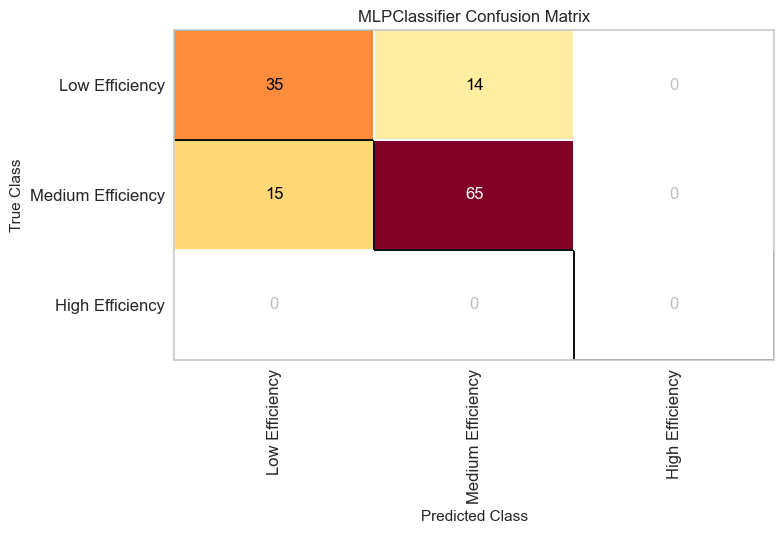 MLPClassifier Confusion Matrix
Low Efficiency
35
14
0
Medium Efficiency
15
65
0
High Efficiency
0
0
0
True Class
Low Efficiency
Medium Efficiency
High Efficiency
Predicted Class